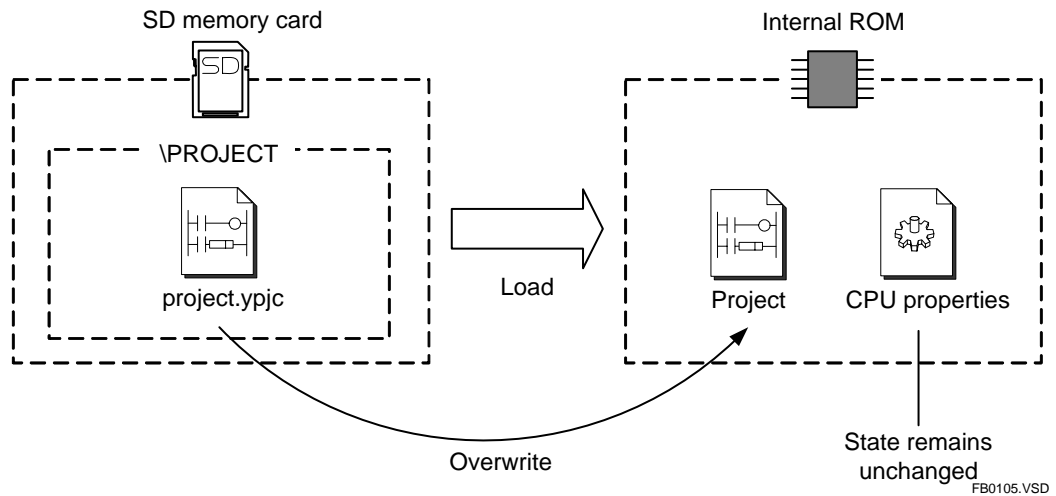 SD memory card
Internal ROM
SD
\PROJECT
project.ypjc
Load
Project
CPU properties
Overwrite
State remains
unchanged
FB0105.VSD